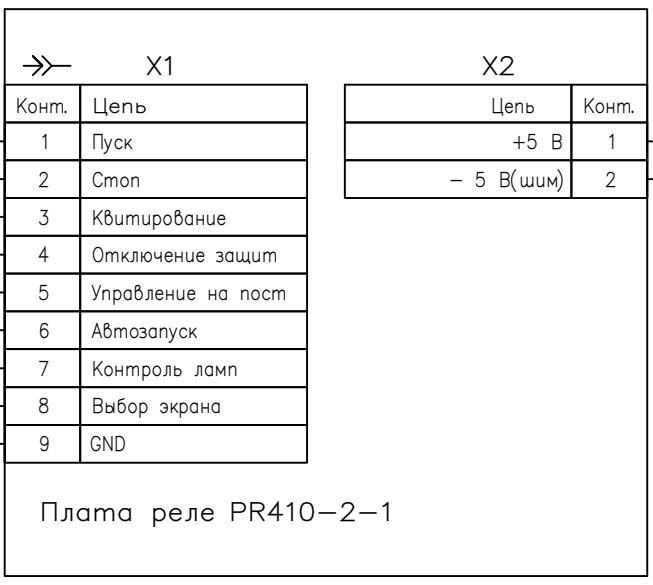 X1
Конт. Цепь
1 Пуск
2 Стоп
3 Квитирование
4 Отключение защит
5 Управление на пост
6 Автозапуск
7 Контроль ламп
8 Выбор экрана
9 GND
X2
Цепь Конт.
+5 В 1
– 5 В(шим) 2
Плата реле PR410–2–1